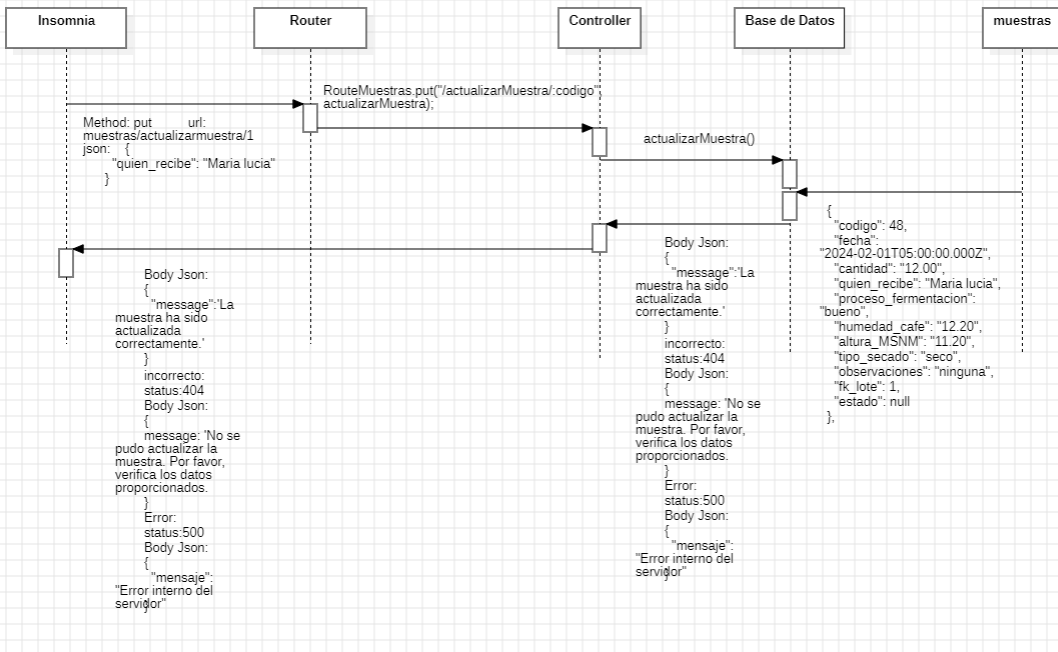 Insomnia
Router
Controller
Base de Datos
muestras
RouteMuestras.put("/actualizarMuestra/:codigo",
actualizarMuestra);
Method: put url:
muestras/actualizarmuestra/1
json: {
"quien_recibe": "Maria lucia"
}
actualizarMuestra()
{
"codigo": 48,
"fecha":
"2024-02-01T05:00:00.000Z",
"cantidad": "12.00",
"quien_recibe": "Maria lucia",
"proceso_fermentacion":
"bueno",
"humedad_cafe": "12.20",
"altura_MSNM": "11.20",
"tipo_secado": "seco",
"observaciones": "ninguna",
"fk_lote": 1,
"estado": null
},
Body Json:
{
"message":'La
muestra ha sido
actualizada
correctamente.'
}
incorrecto:
status:404
Body Json:
{
message: 'No se
pudo actualizar la
muestra. Por favor,
verifica los datos
proporcionados.
}
Error:
status:500
Body Json:
{
"mensaje":
"Error interno del
servidor"
}
Body Json:
{
"message":'La
muestra ha sido
actualizada
correctamente.'
}
incorrecto:
status:404
Body Json:
{
message: 'No se
pudo actualizar la
muestra. Por favor,
verifica los datos
proporcionados.
}
Error:
status:500
Body Json:
{
"mensaje":
"Error interno del
servidor"
}